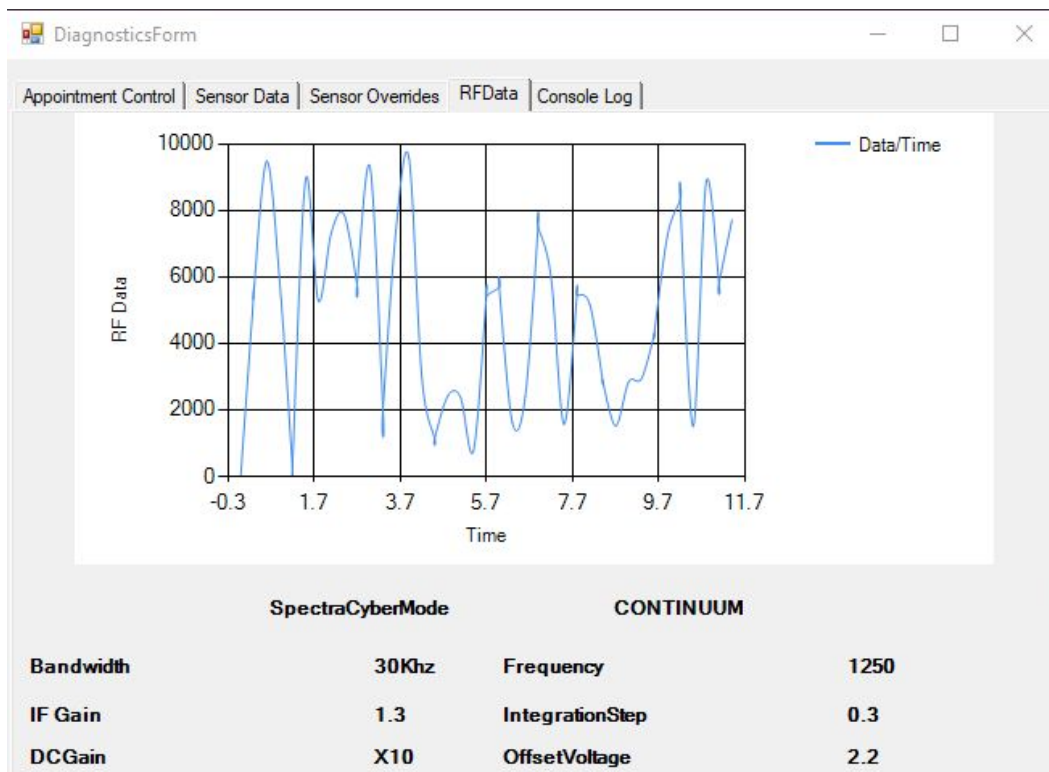 DiagnosticsForm
Appointment Control Sensor Data Sensor Overrides RFData Console Log
10000
Data/Time
8000
6000
RF Data
4000
2000
0
-0.3 1.7 3.7 5.7 7.7 9.7 11.7
Time
SpectraCyberMode CONTINUUM
Bandwidth 30Khz Frequency 1250
IF Gain 1.3 IntegrationStep 0.3
DCGain X10 OffsetVoltage 2.2